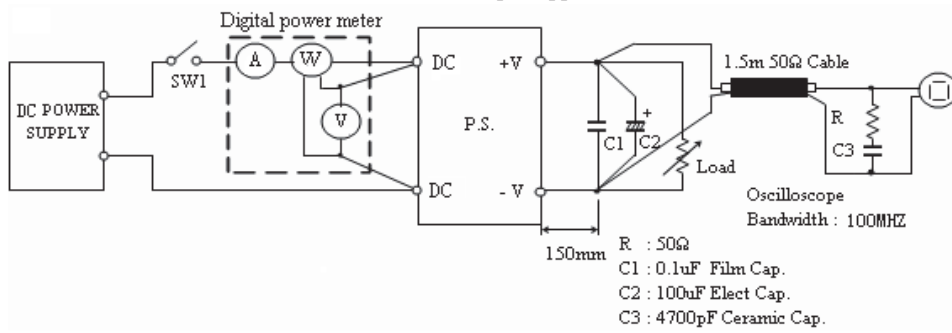 Digital power meter
A
W
V
SW1
DC POWER
SUPPLY
DC
DC
P.S.
+V
- V
+
C1
C2
Load
150mm
1.5m 50Ω Cable
R
C3
Oscilloscope
Bandwidth : 100MHZ
R : 50Ω
C1 : 0.1uF Film Cap.
C2 : 100uF Elect Cap.
C3 : 4700pF Ceramic Cap.